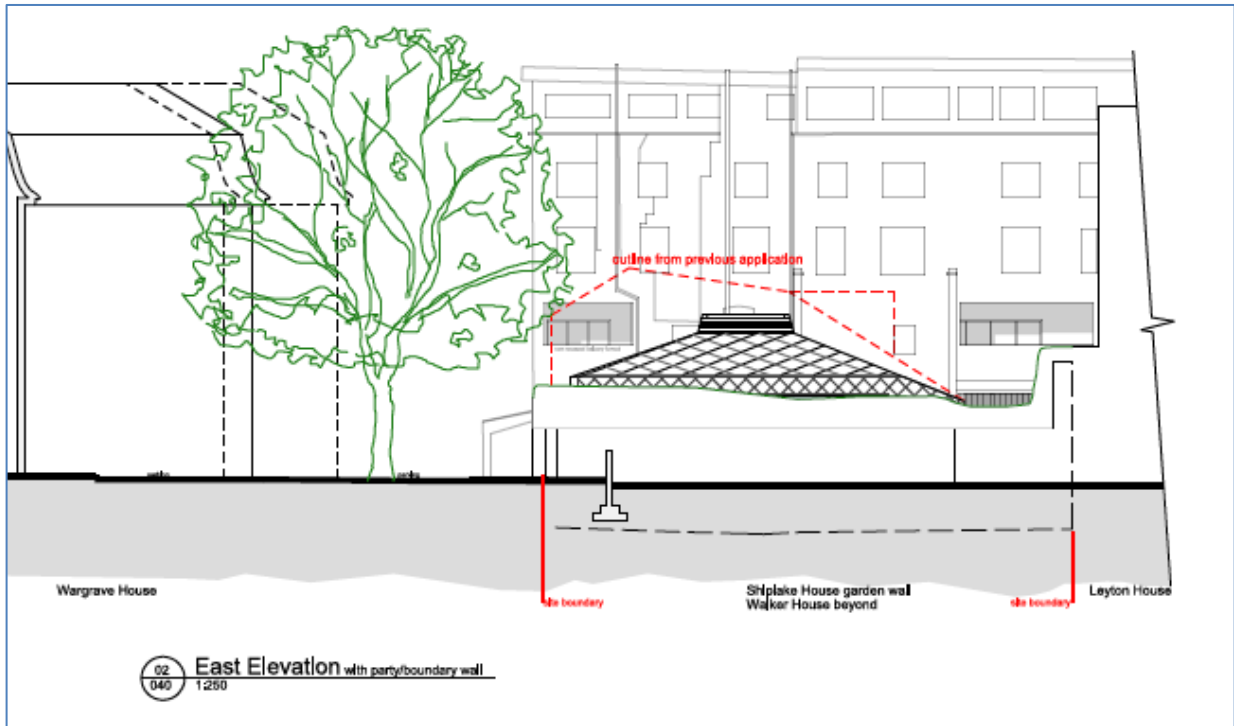 outline from previous application
Wargrave House
Shiplake House garden wall
Walker House beyond
Leyton House
site boundary
site boundary
02
040
East Elevation with party/boundary wall
1:250